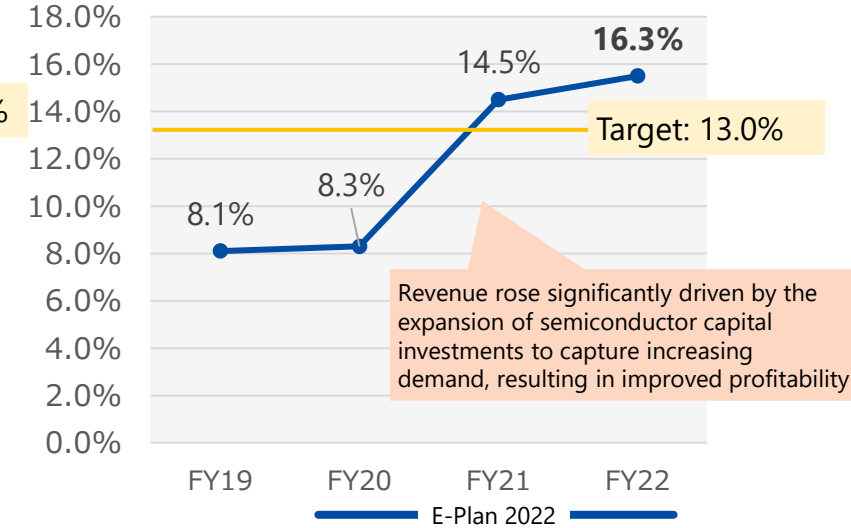 18.0%
16.0%
14.0%
12.0%
10.0%
8.0%
6.0%
4.0%
2.0%
0.0%
%
8.1%
8.3%
14.5%
16.3%
Target: 13.0%
Revenue rose significantly driven by the
expansion of semiconductor capital
investments to capture increasing
demand, resulting in improved profitability
FY19 FY20 FY21 FY22
E-Plan 2022